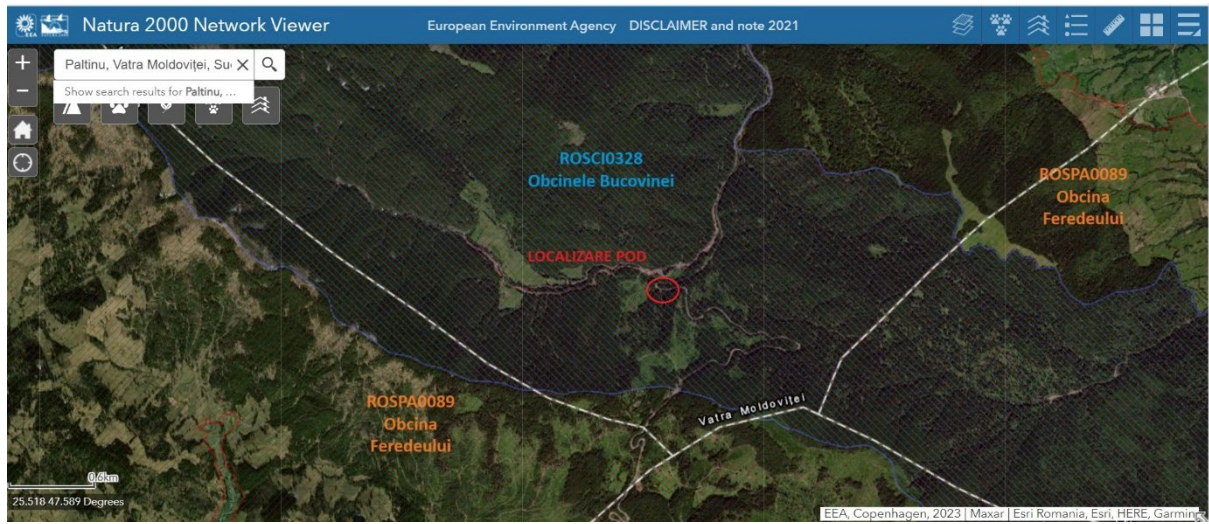 EEA
Natura 2000 Network Viewer
European Environment Agency DISCLAIMER and note 2021
Paltinu, Vatra Moldoviței, Su
Show search results for Paltinu, ...
ROSCI0328
Obcinele Bucovinei
ROSPA0089
Obcina
Feredeului
LOCALIZARE POD
ROSPA0089
Obcina
Feredeului
Vatra Moldoviței
0.6km
25.518 47.589 Degrees
EEA, Copenhagen, 2023 | Maxar | Esri Romania, Esri, HERE, Garmin